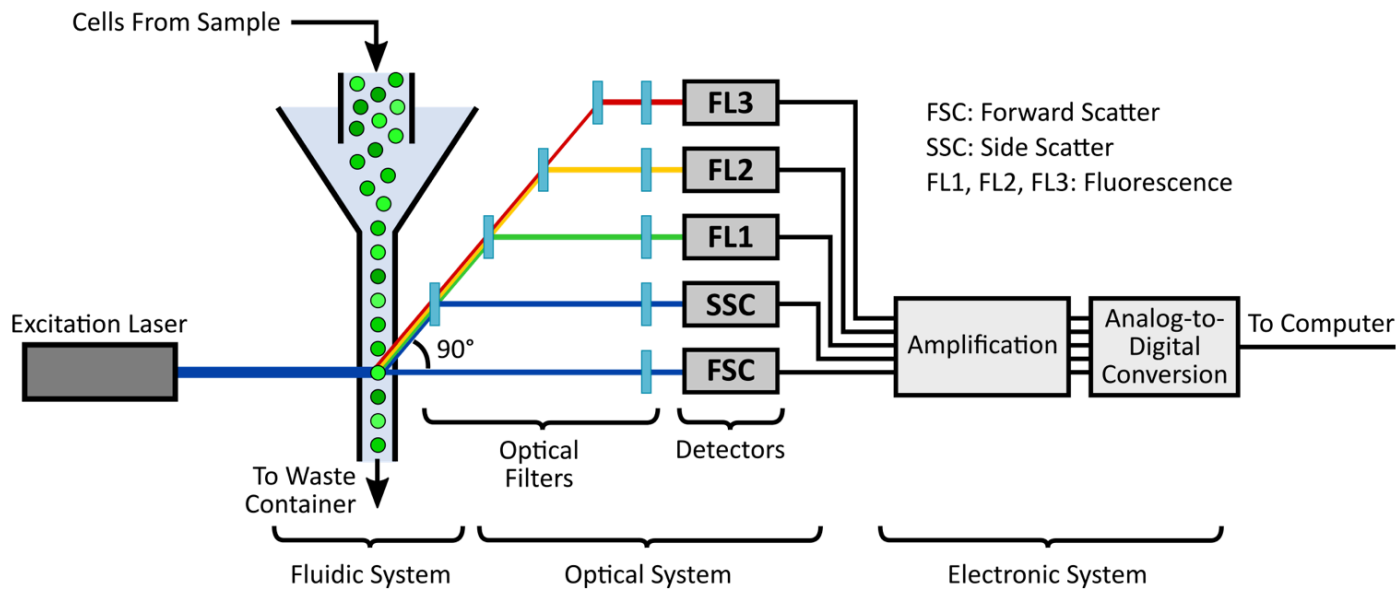 Cells From Sample
FL3
FL2
FL1
SSC
FSC
FSC: Forward Scatter
SSC: Side Scatter
FL1, FL2, FL3: Fluorescence
Excitation Laser
90°
Amplification
Analog-to-
Digital
Conversion
To Computer
Optical
Filters
Detectors
To Waste
Container
Fluidic System
Optical System
Electronic System